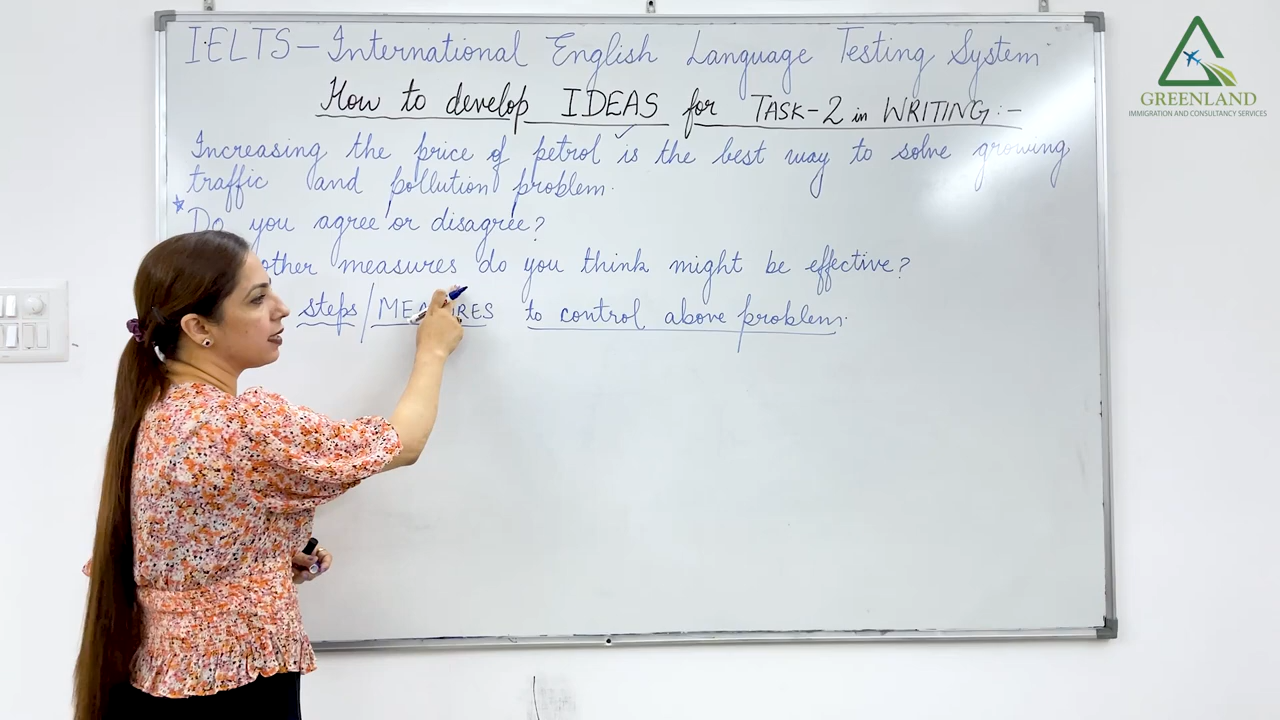 IELTS - International English Language Testing System
How to develop IDEAS for TASK-2 in WRITING :-
Increasing the price of petrol is the best way to solve growing
traffic and pollution problem.
Do you agree or disagree?
other measures do you think might be effective?
steps / MEASURES to control above problem.
GREENLAND
IMMIGRATION AND CONSULTANCY SERVICES